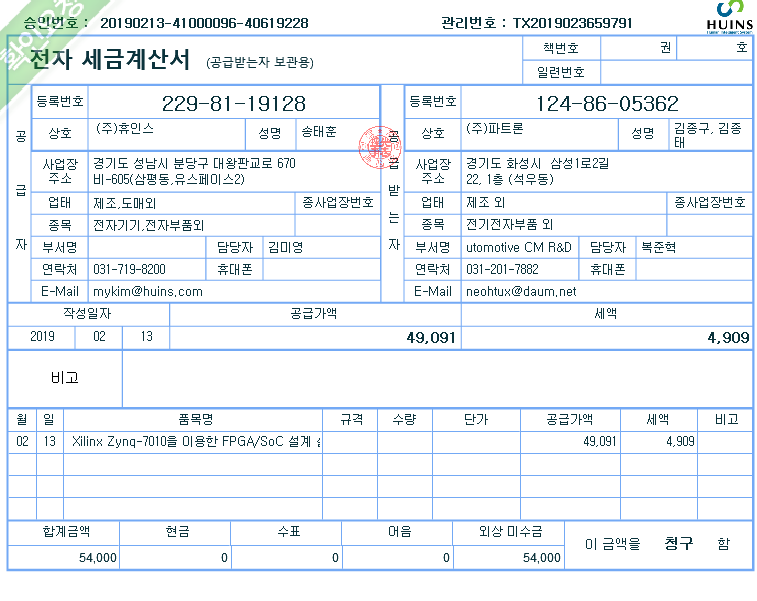 승인번호 : 20190213-41000096-40619228
관리번호 : TX2019023659791
HUINS
전자 세금계산서 (공급받는자 보관용)
책번호 권 호
일련번호
공급자
등록번호 229-81-19128
상호 (주)휴인스 성명 송태훈
사업장 주소 경기도 성남시 분당구 대왕판교로 670
비-605(삼평동,유스페이스2)
업태 제조,도매외 종사업장번호
종목 전자기기,전자부품외
부서명 담당자 김미영
연락처 031-719-8200 휴대폰
E-Mail mykim@huins.com
공급받는자
등록번호 124-86-05362
상호 (주)파트론 성명 김종구, 김종
태
사업장 주소 경기도 화성시 삼성1로2길
22, 1층 (석우동)
업태 제조 외 종사업장번호
종목 전기전자부품 외
부서명 utomotive CM R&D 담당자 복준혁
연락처 031-201-7882 휴대폰
E-Mail neohtux@daum.net
작성일자 공급가액 세액
2019 02 13 49,091 4,909
비고
월 일 품목명 규격 수량 단가 공급가액 세액 비고
02 13 Xilinx Zynq-7010을 이용한 FPGA/SoC 설계 49,091 4,909
합계금액 현금 수표 어음 외상 미수금
54,000 0 0 0 54,000
이 금액을 청구 함